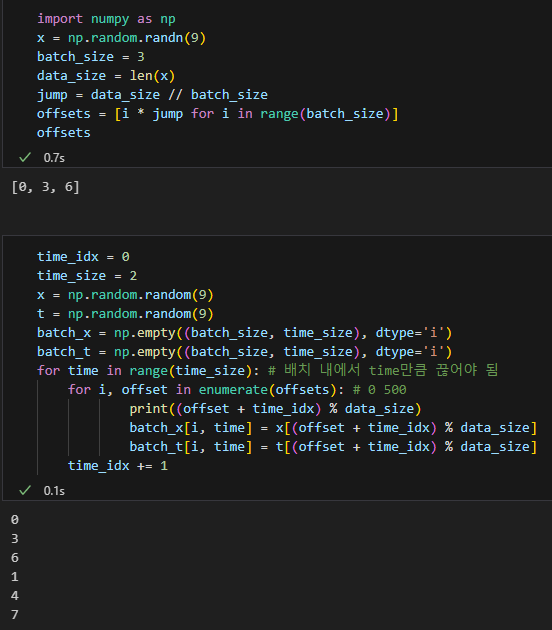 import numpy as np
x = np.random.randn(9)
batch_size = 3
data_size = len(x)
jump = data_size // batch_size
offsets = [i * jump for i in range(batch_size)]
offsets
0.7s
[0, 3, 6]
time_idx = 0
time_size = 2
x = np.random.random(9)
t = np.random.random(9)
batch_x = np.empty((batch_size, time_size), dtype='i')
batch_t = np.empty((batch_size, time_size), dtype='i')
for time in range(time_size): # 배치 내에서 time만큼 끊어야 됨
    for i, offset in enumerate(offsets): # 0 500
            print((offset + time_idx) % data_size)
            batch_x[i, time] = x[(offset + time_idx) % data_size]
            batch_t[i, time] = t[(offset + time_idx) % data_size]
    time_idx += 1
0.1s
0
3
6
1
4
7